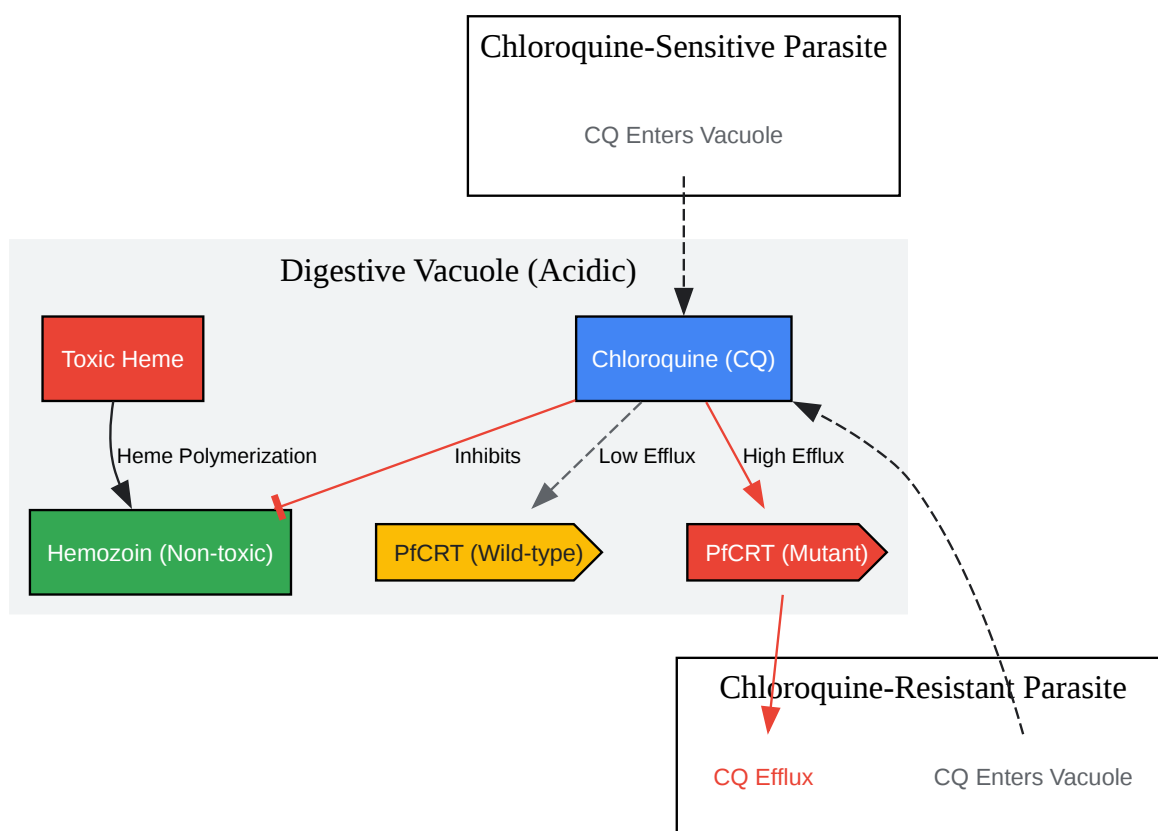 Chloroquine-Sensitive Parasite
CQ Enters Vacuole
Digestive Vacuole (Acidic)
Toxic Heme
Chloroquine (CQ)
Heme Polymerization
Inhibits
Low Efflux
High Efflux
Hemozoin (Non-toxic)
PfCRT (Wild-type)
PfCRT (Mutant)
Chloroquine-Resistant Parasite
CQ Efflux
CQ Enters Vacuole